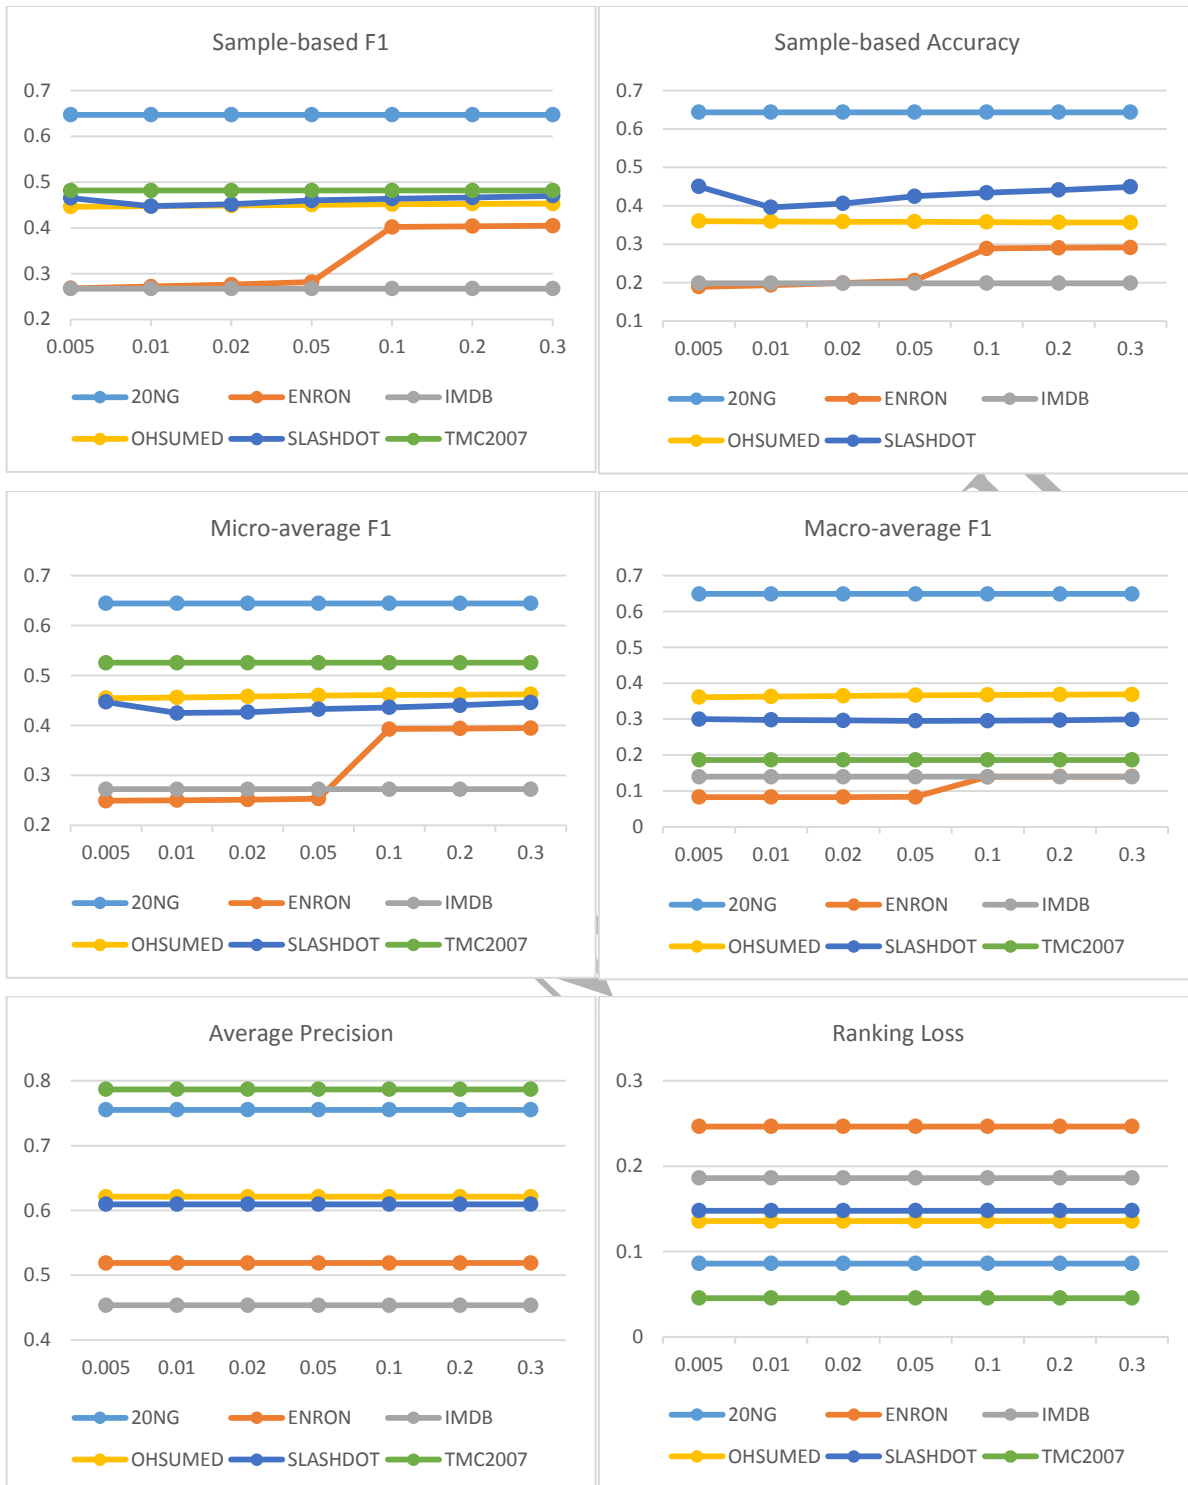 Sample-based F1
0.7
0.6
0.5
0.4
0.3
0.2
0.005 0.01 0.02 0.05 0.1 0.2 0.3
20NG ENRON IMDB
OHSUMED SLASHDOT TMC2007
Sample-based Accuracy
0.7
0.6
0.5
0.4
0.3
0.2
0.1
0.005 0.01 0.02 0.05 0.1 0.2 0.3
20NG ENRON IMDB
OHSUMED SLASHDOT
Micro-average F1
0.7
0.6
0.5
0.4
0.3
0.2
0.005 0.01 0.02 0.05 0.1 0.2 0.3
20NG ENRON IMDB
OHSUMED SLASHDOT TMC2007
Macro-average F1
0.7
0.6
0.5
0.4
0.3
0.2
0.1
0
0.005 0.01 0.02 0.05 0.1 0.2 0.3
20NG ENRON IMDB
OHSUMED SLASHDOT TMC2007
Average Precision
0.8
0.7
0.6
0.5
0.4
0.005 0.01 0.02 0.05 0.1 0.2 0.3
20NG ENRON IMDB
OHSUMED SLASHDOT TMC2007
Ranking Loss
0.3
0.2
0.1
0
0.005 0.01 0.02 0.05 0.1 0.2 0.3
20NG ENRON IMDB
OHSUMED SLASHDOT TMC2007